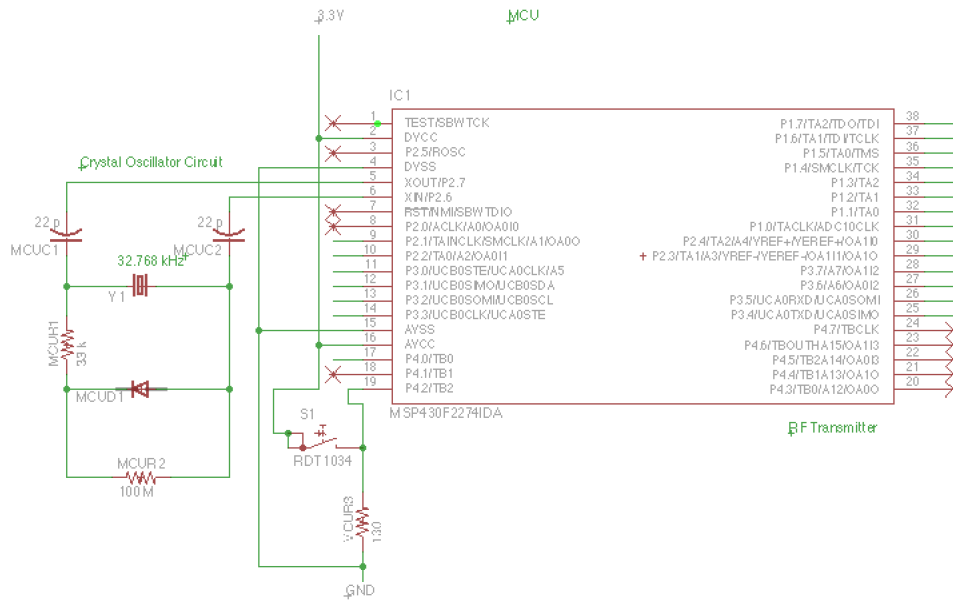 3.3V
MCU
IC1
1 TEST/SBWTCK
2 DVCC
3 P2.5/ROSC
4 DVSS
5 XOUT/P2.7
6 XIN/P2.6
7 RST/NMI/SBWTDIO
8 P2.0/ACLK/A0/OA0I0
9 P2.1/TAINCLK/SMCLK/A1/OA0O
10 P2.2/TA0/A2/OA0I1
11 P3.0/UCB0STE/UCA0CLK/A5
12 P3.1/UCB0SIMO/UCB0SDA
13 P3.2/UCB0SOMI/UCB0SCL
14 P3.3/UCB0CLK/UCA0STE
15 AVSS
16 AVCC
17 P4.0/TB0
18 P4.1/TB1
19 P4.2/TB2
P1.7/TA2/TDO/TDI 38
P1.6/TA1/TDI/TCLK 37
P1.5/TA0/TMS 36
P1.4/SMCLK/TCK 35
P1.3/TA2 34
P1.2/TA1 33
P1.1/TA0 32
P1.0/TACLK/ADC10CLK 31
P2.4/TA2/A4/VREF+/VEREF+/OA1I0 30
P2.3/TA1/A3/VREF-/VEREF-/OA1I1/OA1O 29
P3.7/A7/OA1I2 28
P3.6/A6/OA0I2 27
P3.5/UCA0RXD/UCA0SOMI 26
P3.4/UCA0TXD/UCA0SIMO 25
P4.7/TBCLK 24
P4.6/TBOUTHA15/OA1I3 23
P4.5/TB2A14/OA0I3 22
P4.4/TB1A13/OA1O 21
P4.3/TB0/A12/OA0O 20
MSP430F2274IDA
RF Transmitter
Crystal Oscillator Circuit
22p
MCUC1
22p
MCUC2
32.768 kHz
Y1
MCUR1
33k
MCUD1
MCUR2
100M
S1
RDT1034
130
GND